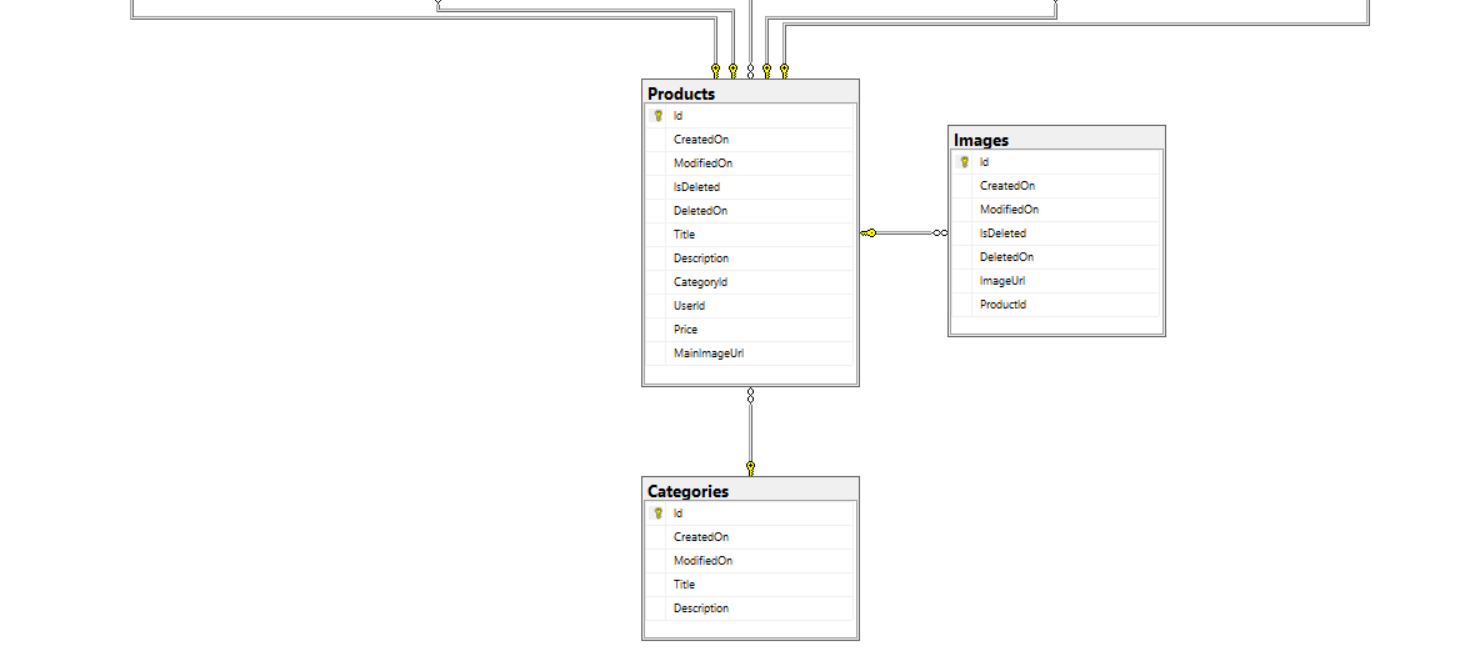 Products
Id
CreatedOn
ModifiedOn
IsDeleted
DeletedOn
Title
Description
CategoryId
UserId
Price
MainImageUrl
Images
Id
CreatedOn
ModifiedOn
IsDeleted
DeletedOn
ImageUrl
ProductId
Categories
Id
CreatedOn
ModifiedOn
Title
Description